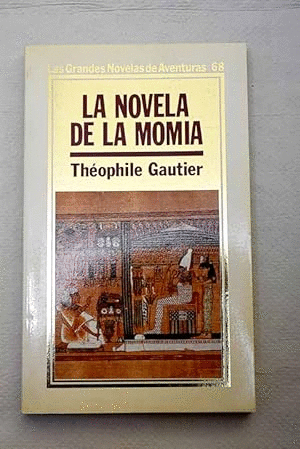 Las Grandes Novelas de Aventuras 68
LA NOVELA
DE LA MOMIA
Théophile Gautier